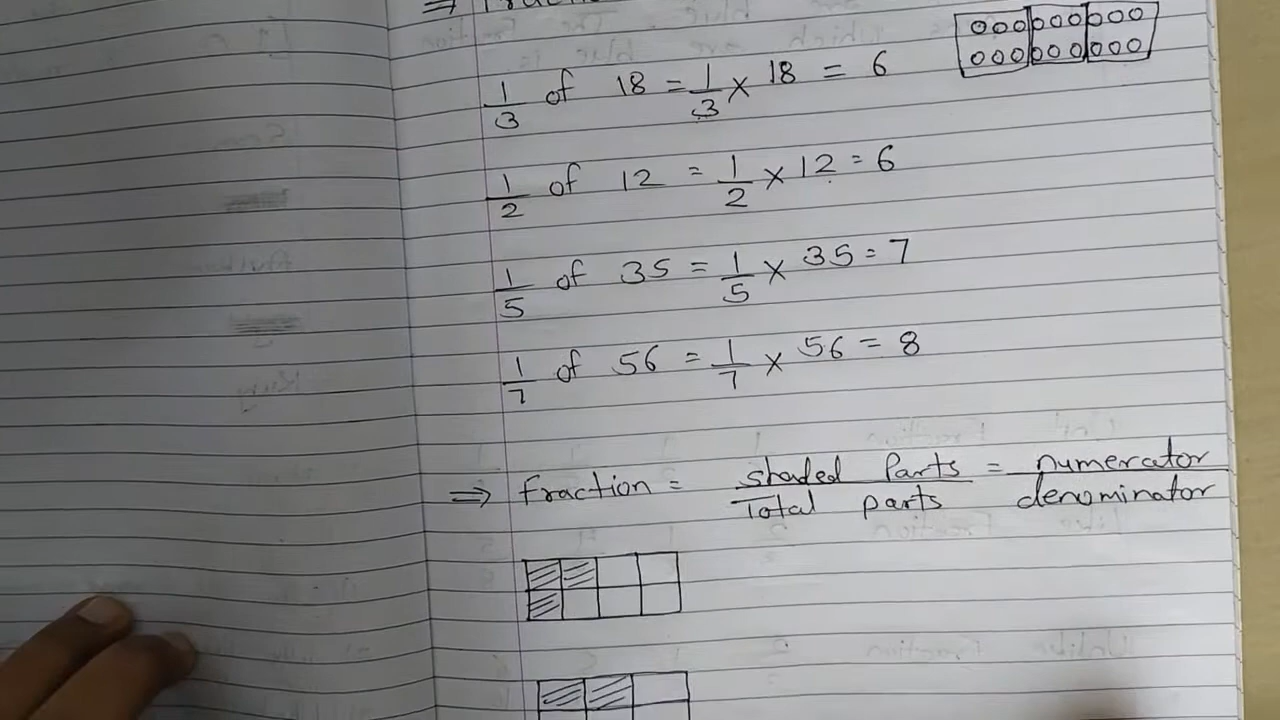 ⇒ Fractio
1/3 of 18 = 1/3 × 18 = 6
1/2 of 12 = 1/2 × 12 = 6
1/5 of 35 = 1/5 × 35 = 7
1/7 of 56 = 1/7 × 56 = 8
⇒ Fraction = shaded Parts / Total parts = numerator / denominator